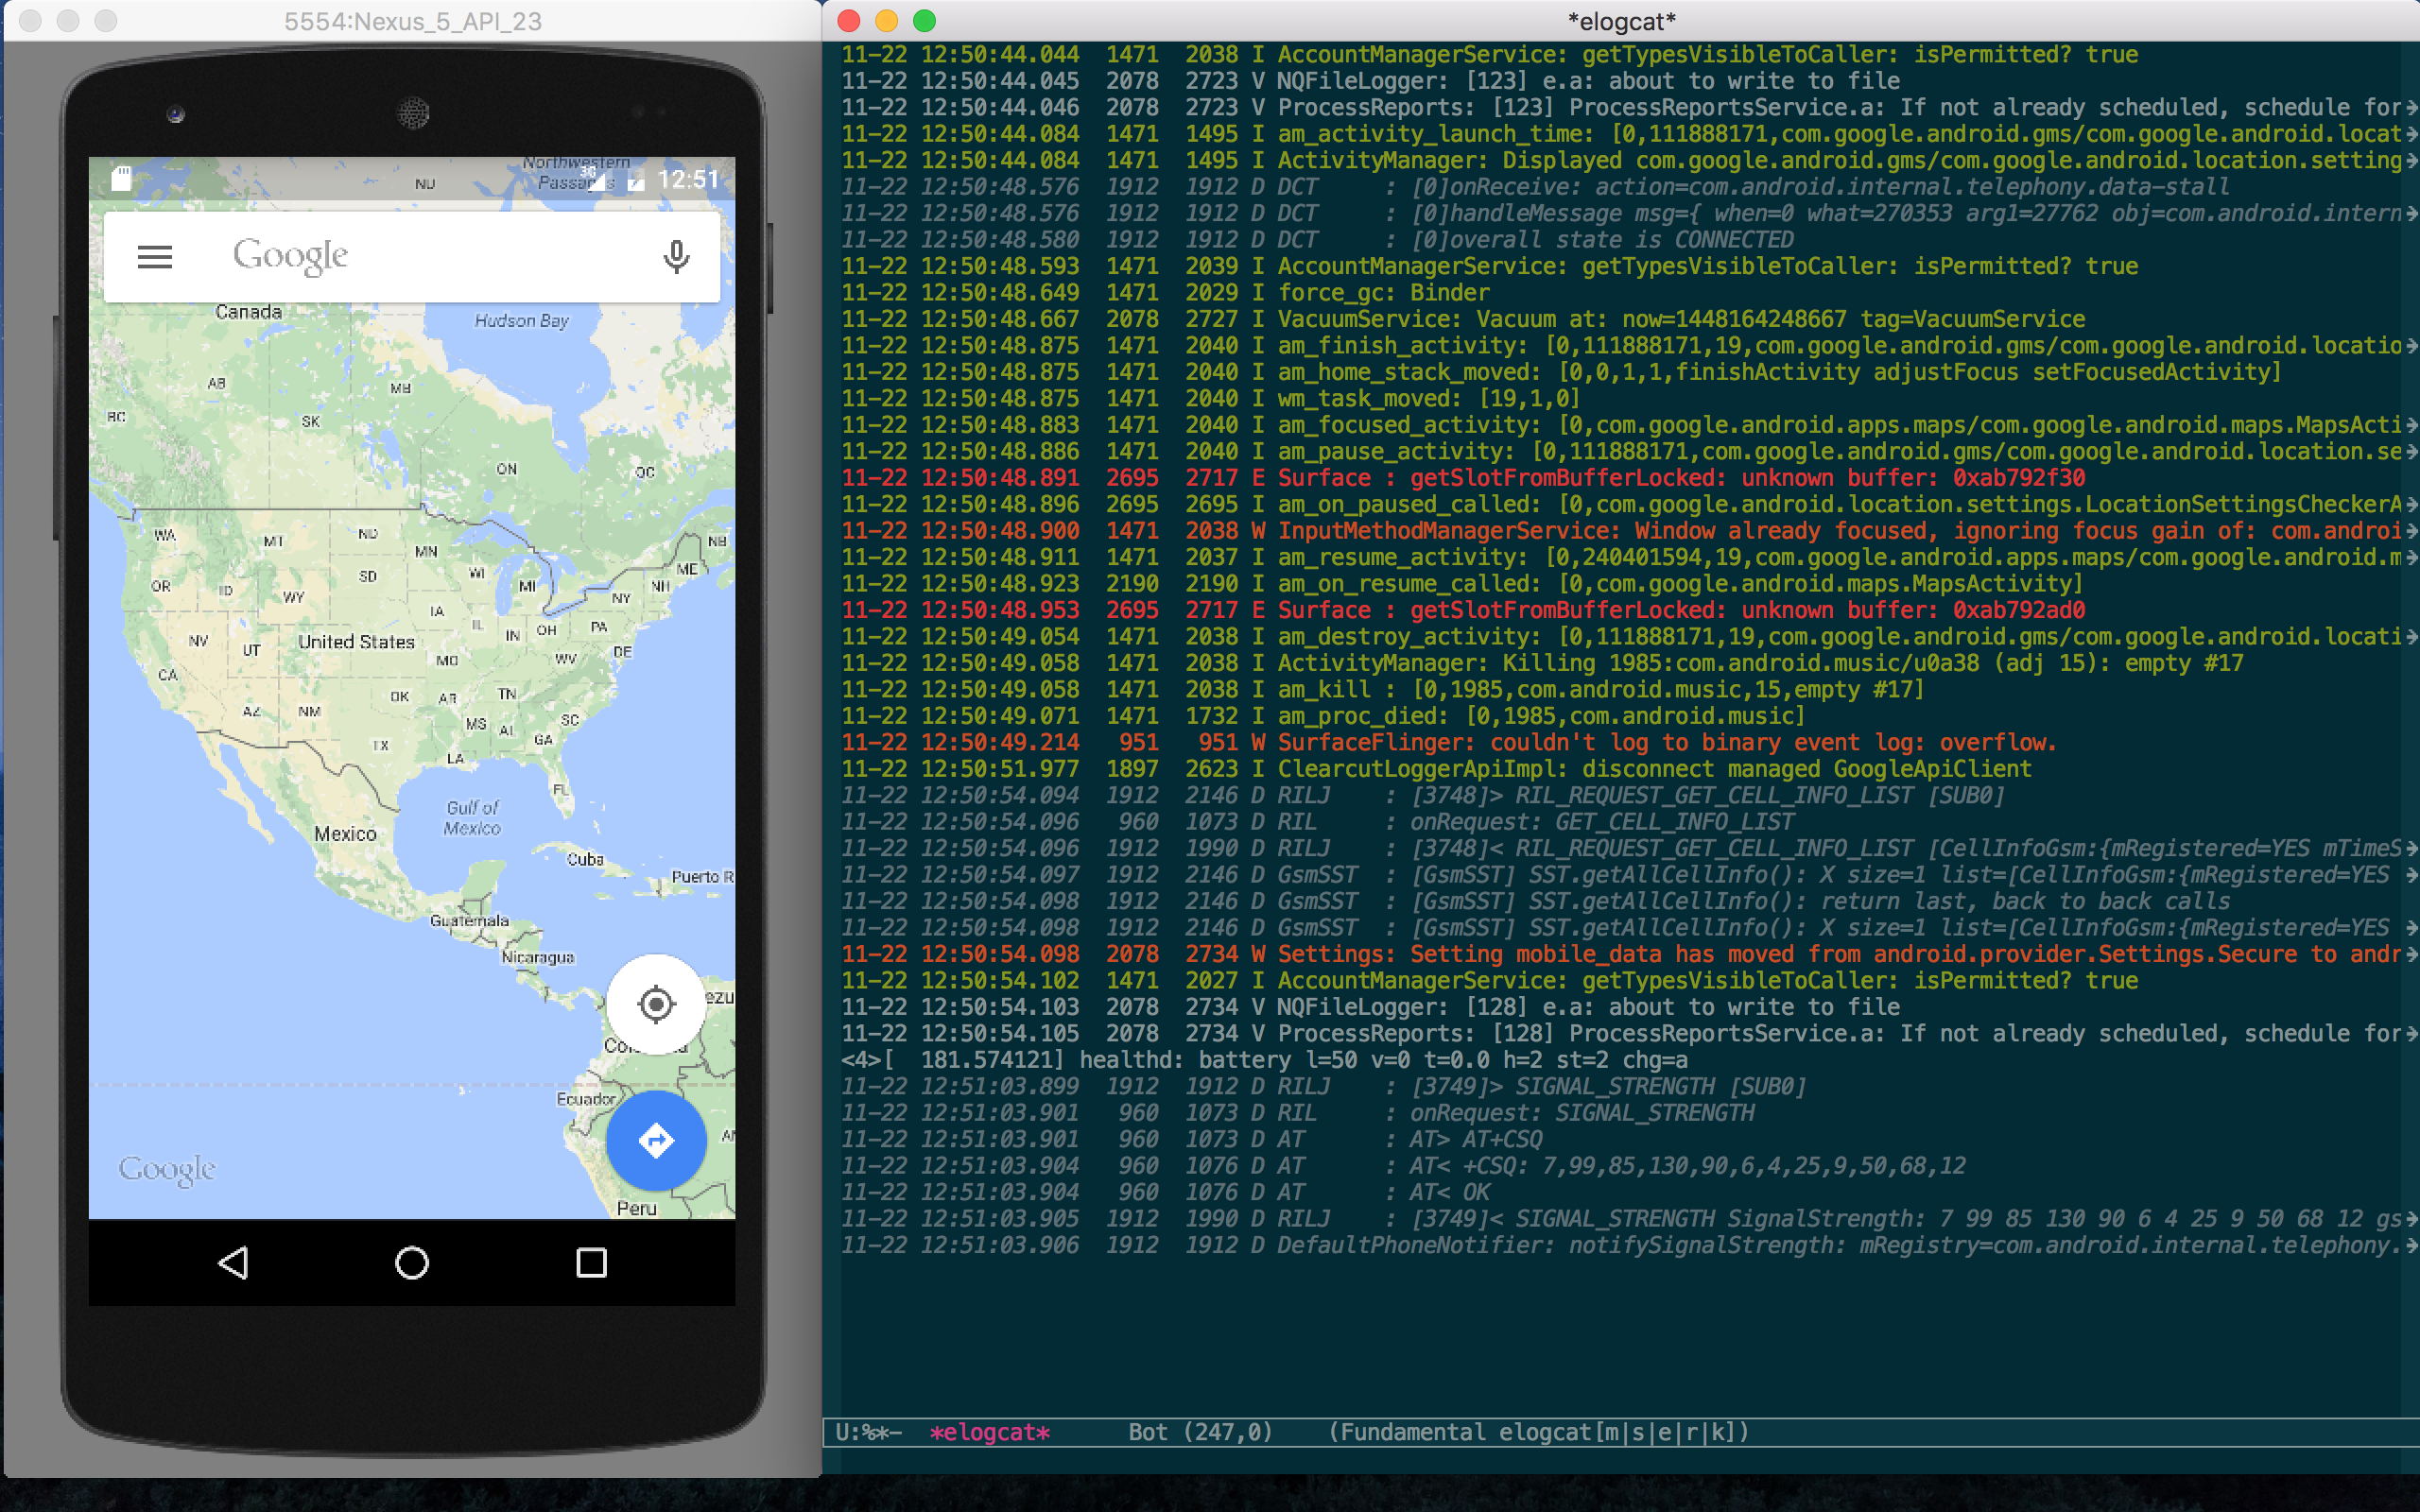 5554:Nexus_5_API_23
Northwestern
Passages
NU
3G
12:51
Google
Canada
Hudson Bay
AB
MB
BC
SK
ON
QC
WA
MT
ND
MN
NB
ME
OR
ID
SD
WI
MI
NH
WY
NY
IA
NV
UT
United States
IL
IN
OH
PA
MO
WV
DE
CA
OK
AR
TN
AZ
NM
MS
AL
SC
TX
GA
LA
FL
Gulf of
Mexico
Mexico
Cuba
Puerto R
Guatemala
Nicaragua
ezu
Ecuador
Google
Peru
*elogcat*
11-22 12:50:44.044 1471 2038 I AccountManagerService: getTypesVisibleToCaller: isPermitted? true
11-22 12:50:44.045 2078 2723 V NQFileLogger: [123] e.a: about to write to file
11-22 12:50:44.046 2078 2723 V ProcessReports: [123] ProcessReportsService.a: If not already scheduled, schedule for
11-22 12:50:44.084 1471 1495 I am_activity_launch_time: [0,111888171,com.google.android.gms/com.google.android.locat
11-22 12:50:44.084 1471 1495 I ActivityManager: Displayed com.google.android.gms/com.google.android.location.setting
11-22 12:50:48.576 1912 1912 D DCT : [0]onReceive: action=com.android.internal.telephony.data-stall
11-22 12:50:48.576 1912 1912 D DCT : [0]handleMessage msg={ when=0 what=270353 arg1=27762 obj=com.android.intern
11-22 12:50:48.580 1912 1912 D DCT : [0]overall state is CONNECTED
11-22 12:50:48.593 1471 2039 I AccountManagerService: getTypesVisibleToCaller: isPermitted? true
11-22 12:50:48.649 1471 2029 I force_gc: Binder
11-22 12:50:48.667 2078 2727 I VacuumService: Vacuum at: now=1448164248667 tag=VacuumService
11-22 12:50:48.875 1471 2040 I am_finish_activity: [0,111888171,19,com.google.android.gms/com.google.android.locatio
11-22 12:50:48.875 1471 2040 I am_home_stack_moved: [0,0,1,1,finishActivity adjustFocus setFocusedActivity]
11-22 12:50:48.875 1471 2040 I wm_task_moved: [19,1,0]
11-22 12:50:48.883 1471 2040 I am_focused_activity: [0,com.google.android.apps.maps/com.google.android.maps.MapsActi
11-22 12:50:48.886 1471 2040 I am_pause_activity: [0,111888171,com.google.android.gms/com.google.android.location.se
11-22 12:50:48.891 2695 2717 E Surface : getSlotFromBufferLocked: unknown buffer: 0xab792f30
11-22 12:50:48.896 2695 2695 I am_on_paused_called: [0,com.google.android.location.settings.LocationSettingsCheckerA
11-22 12:50:48.900 1471 2038 W InputMethodManagerService: Window already focused, ignoring focus gain of: com.androi
11-22 12:50:48.911 1471 2037 I am_resume_activity: [0,240401594,19,com.google.android.apps.maps/com.google.android.m
11-22 12:50:48.923 2190 2190 I am_on_resume_called: [0,com.google.android.maps.MapsActivity]
11-22 12:50:48.953 2695 2717 E Surface : getSlotFromBufferLocked: unknown buffer: 0xab792ad0
11-22 12:50:49.054 1471 2038 I am_destroy_activity: [0,111888171,19,com.google.android.gms/com.google.android.locati
11-22 12:50:49.058 1471 2038 I ActivityManager: Killing 1985:com.android.music/u0a38 (adj 15): empty #17
11-22 12:50:49.058 1471 2038 I am_kill : [0,1985,com.android.music,15,empty #17]
11-22 12:50:49.071 1471 1732 I am_proc_died: [0,1985,com.android.music]
11-22 12:50:49.214 951 951 W SurfaceFlinger: couldn't log to binary event log: overflow.
11-22 12:50:51.977 1897 2623 I ClearcutLoggerApiImpl: disconnect managed GoogleApiClient
11-22 12:50:54.094 1912 2146 D RILJ : [3748]> RIL_REQUEST_GET_CELL_INFO_LIST [SUB0]
11-22 12:50:54.096 960 1073 D RIL : onRequest: GET_CELL_INFO_LIST
11-22 12:50:54.096 1912 1990 D RILJ : [3748]< RIL_REQUEST_GET_CELL_INFO_LIST [CellInfoGsm:{mRegistered=YES mTimeS
11-22 12:50:54.097 1912 2146 D GsmSST : [GsmSST] SST.getAllCellInfo(): X size=1 list=[CellInfoGsm:{mRegistered=YES
11-22 12:50:54.098 1912 2146 D GsmSST : [GsmSST] SST.getAllCellInfo(): return last, back to back calls
11-22 12:50:54.098 1912 2146 D GsmSST : [GsmSST] SST.getAllCellInfo(): X size=1 list=[CellInfoGsm:{mRegistered=YES
11-22 12:50:54.098 2078 2734 W Settings: Setting mobile_data has moved from android.provider.Settings.Secure to andr
11-22 12:50:54.102 1471 2027 I AccountManagerService: getTypesVisibleToCaller: isPermitted? true
11-22 12:50:54.103 2078 2734 V NQFileLogger: [128] e.a: about to write to file
11-22 12:50:54.105 2078 2734 V ProcessReports: [128] ProcessReportsService.a: If not already scheduled, schedule for
<4>[ 181.574121] healthd: battery l=50 v=0 t=0.0 h=2 st=2 chg=a
11-22 12:51:03.899 1912 1912 D RILJ : [3749]> SIGNAL_STRENGTH [SUB0]
11-22 12:51:03.901 960 1073 D RIL : onRequest: SIGNAL_STRENGTH
11-22 12:51:03.901 960 1073 D AT : AT> AT+CSQ
11-22 12:51:03.904 960 1076 D AT : AT< +CSQ: 7,99,85,130,90,6,4,25,9,50,68,12
11-22 12:51:03.904 960 1076 D AT : AT< OK
11-22 12:51:03.905 1912 1990 D RILJ : [3749]< SIGNAL_STRENGTH SignalStrength: 7 99 85 130 90 6 4 25 9 50 68 12 gs
11-22 12:51:03.906 1912 1912 D DefaultPhoneNotifier: notifySignalStrength: mRegistry=com.android.internal.telephony.
U:%*- *elogcat* Bot (247,0) (Fundamental elogcat[m|s|e|r|k])